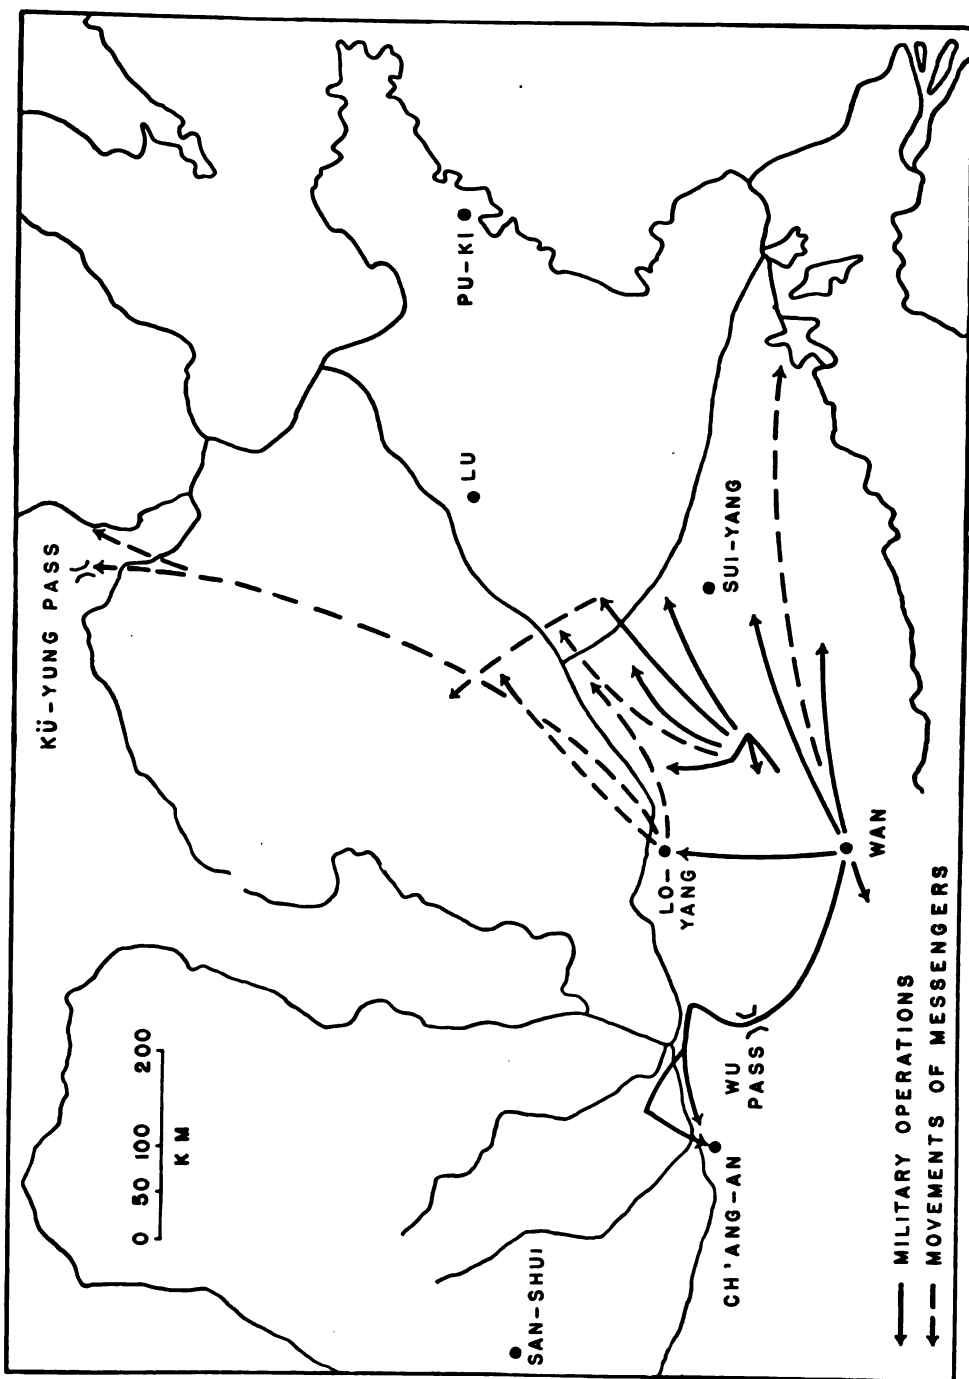 KÜ-YUNG PASS
PU-KI
LU
SUI-YANG
LO-
YANG
WAN
WU
PASS
CH'ANG-AN
SAN-SHUI
0 50 100 200
KM
MILITARY OPERATIONS
MOVEMENTS OF MESSENGERS